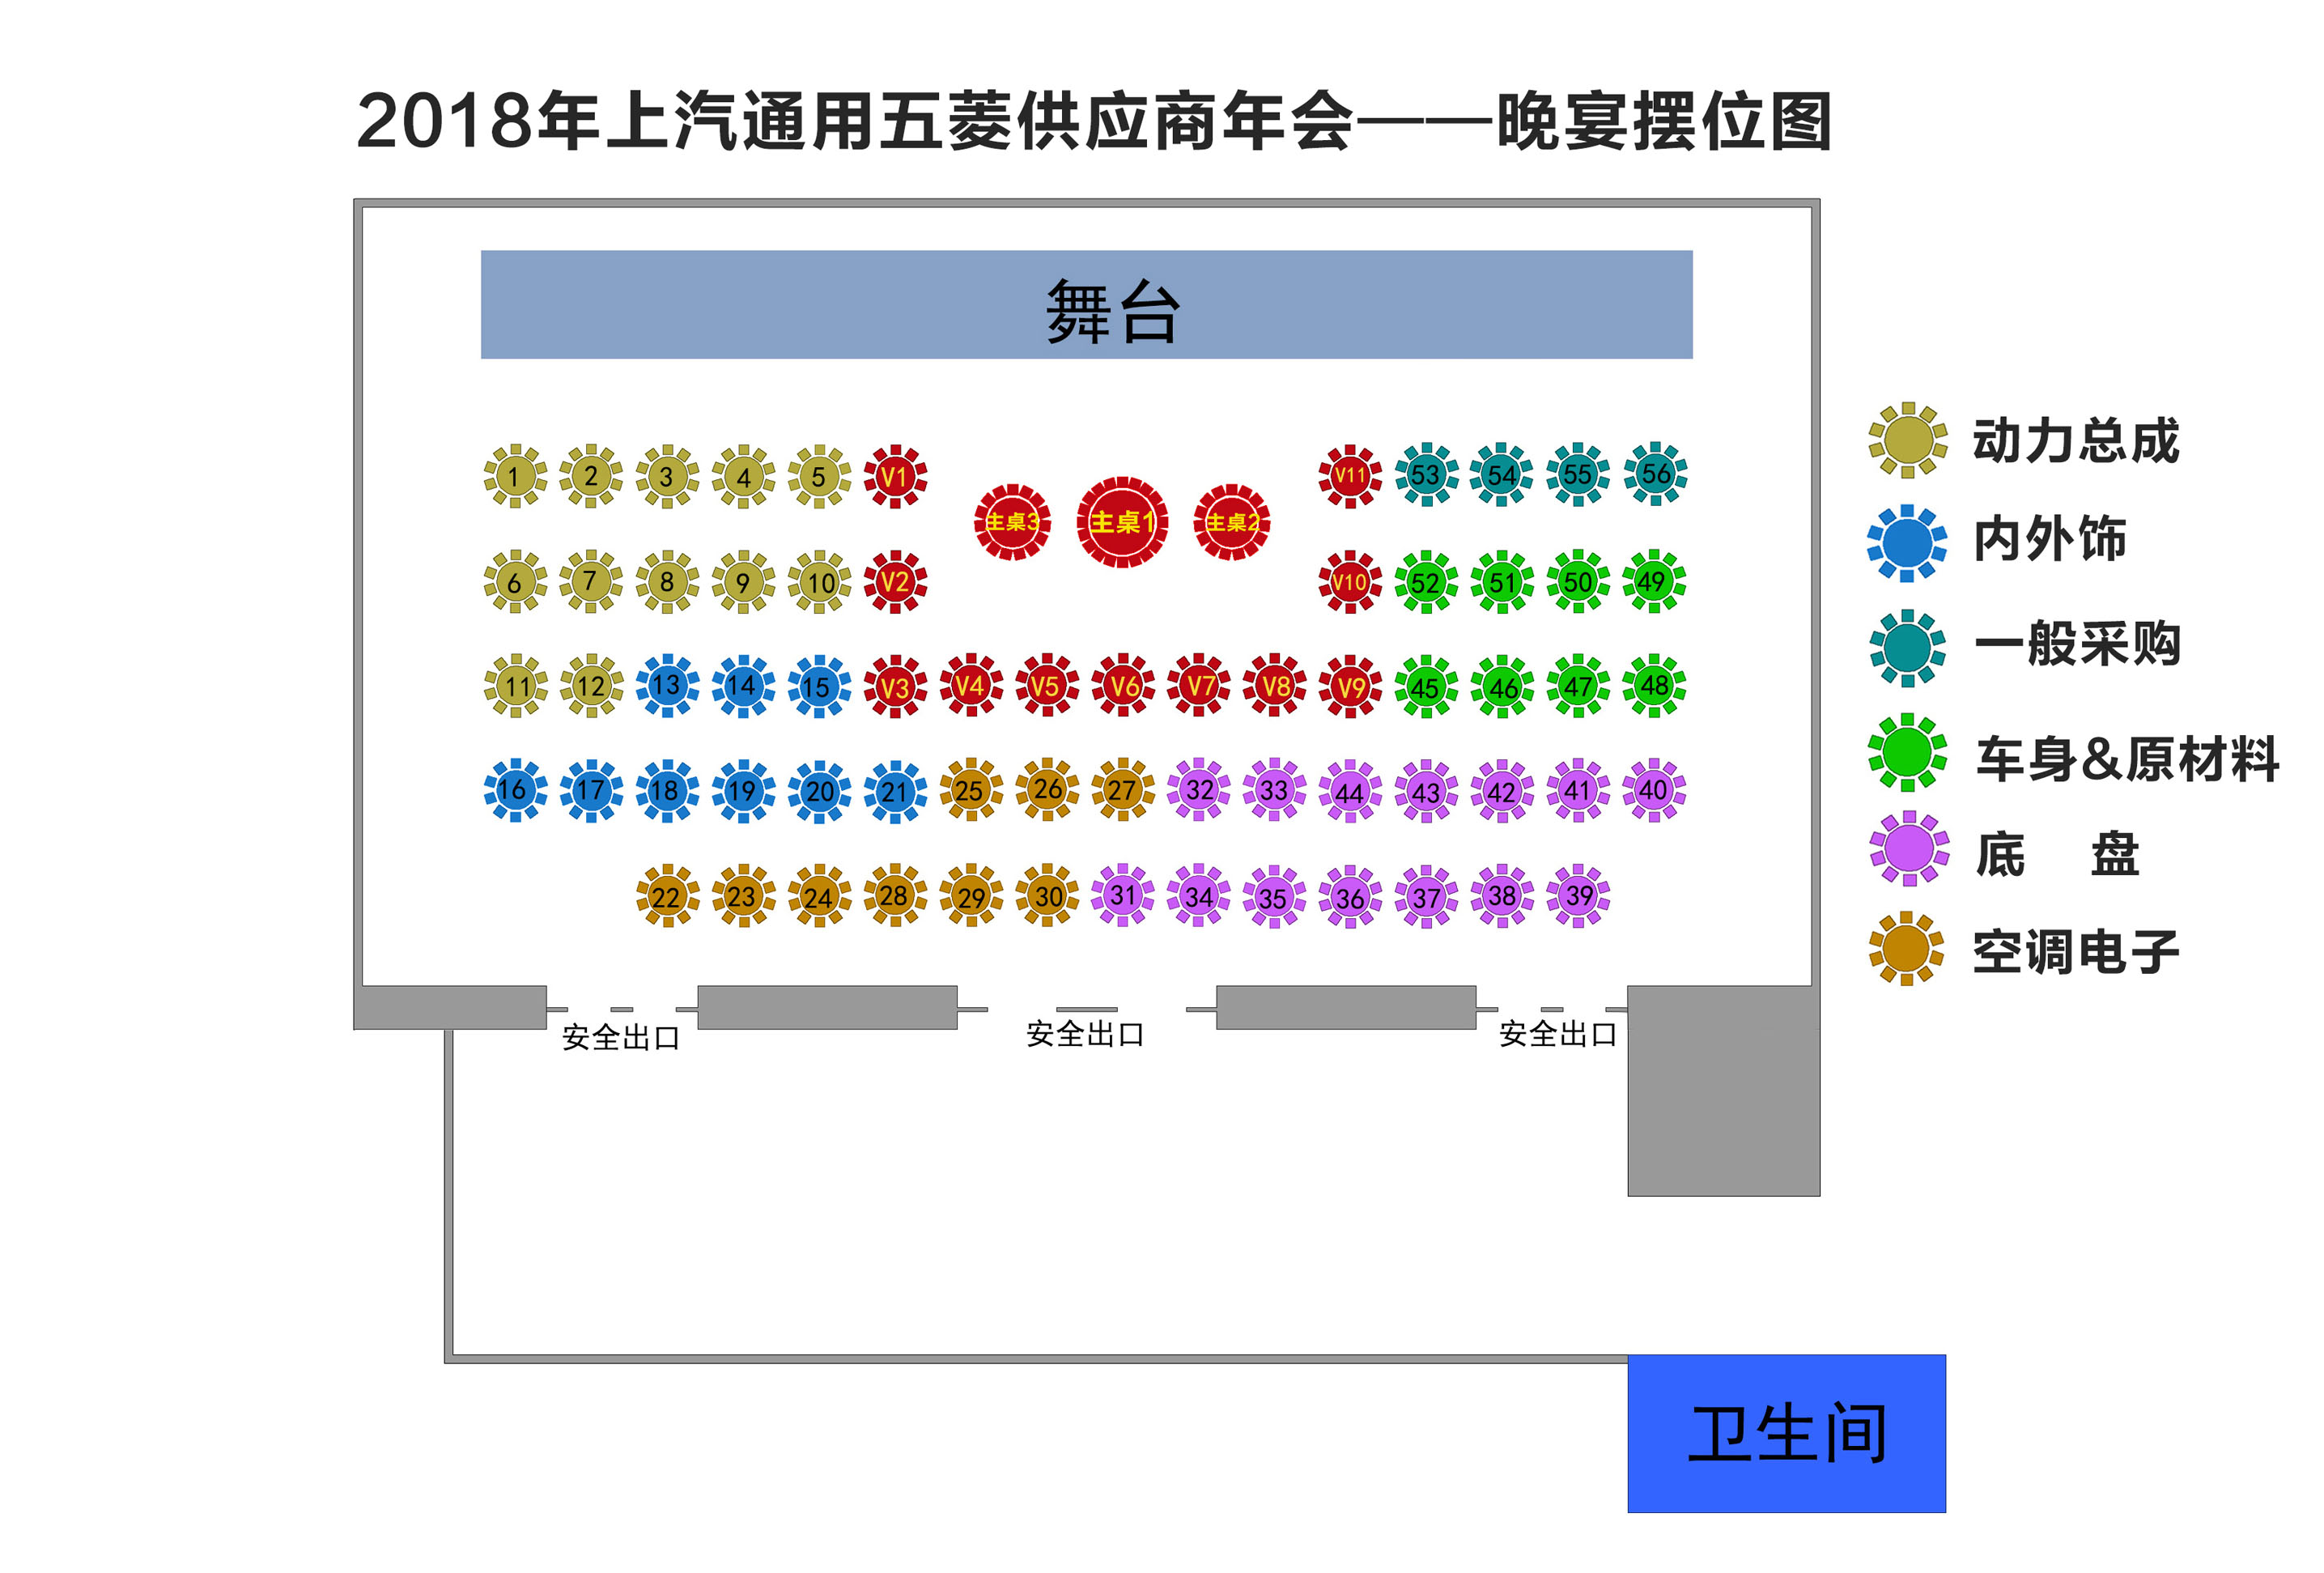 2018年上汽通用五菱供应商年会——晚宴摆位图
舞台
1 2 3 4 5 V1 主桌3 主桌1 主桌2 V11 53 54 55 56
6 7 8 9 10 V2 V10 52 51 50 49
11 12 13 14 15 V3 V4 V5 V6 V7 V8 V9 45 46 47 48
16 17 18 19 20 21 25 26 27 32 33 44 43 42 41 40
22 23 24 28 29 30 31 34 35 36 37 38 39
安全出口 安全出口 安全出口
动力总成
内外饰
一般采购
车身&原材料
底 盘
空调电子
卫生间